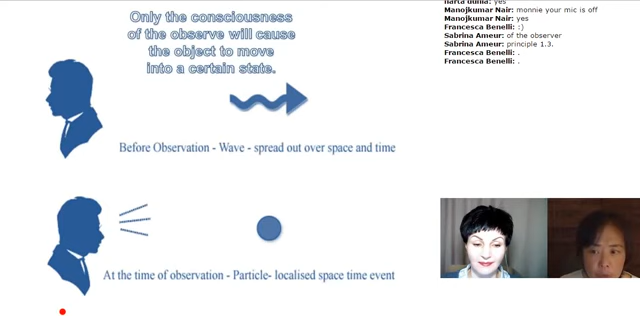 Only the consciousness
of the observe will cause
the object to move
into a certain state.
Before Observation - Wave - spread out over space and time
At the time of observation - Particle- localised space time event
yes
Manojkumar Nair: monnie your mic is off
Manojkumar Nair: yes
Francesca Benelli: :)
Sabrina Ameur: of the observer
Sabrina Ameur: principle 1.3.
Francesca Benelli: .
Francesca Benelli: .